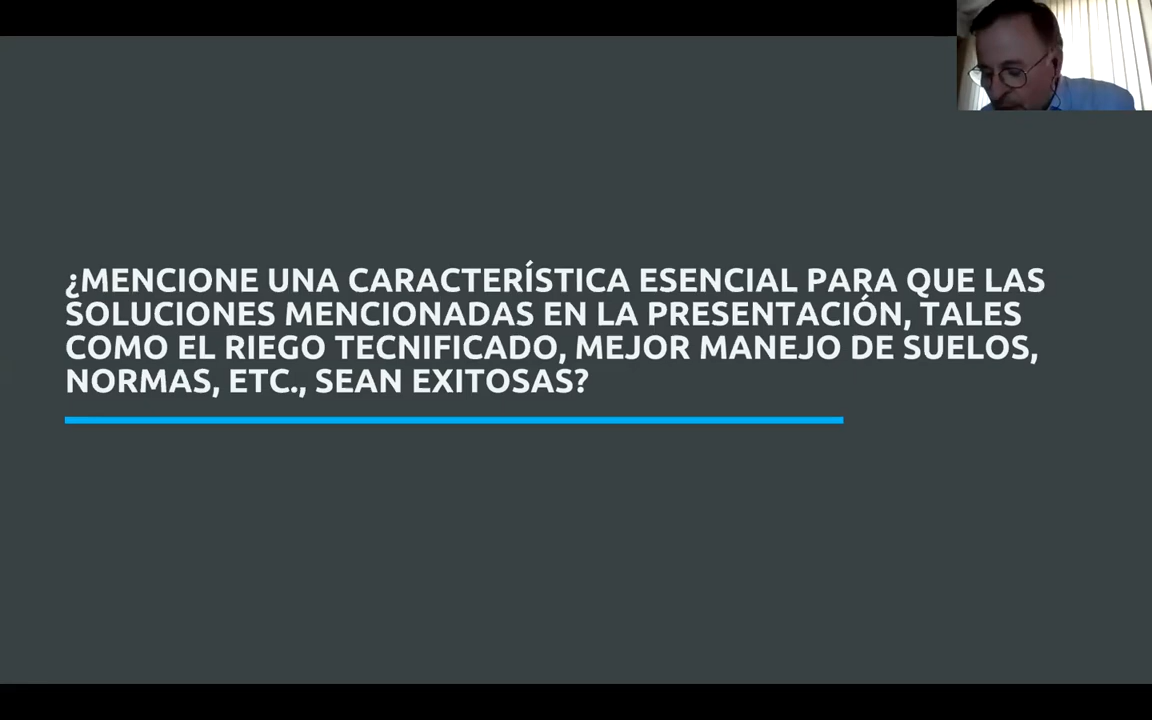 ¿MENCIONE UNA CARACTERÍSTICA ESENCIAL PARA QUE LAS
SOLUCIONES MENCIONADAS EN LA PRESENTACIÓN, TALES
COMO EL RIEGO TECNIFICADO, MEJOR MANEJO DE SUELOS,
NORMAS, ETC., SEAN EXITOSAS?